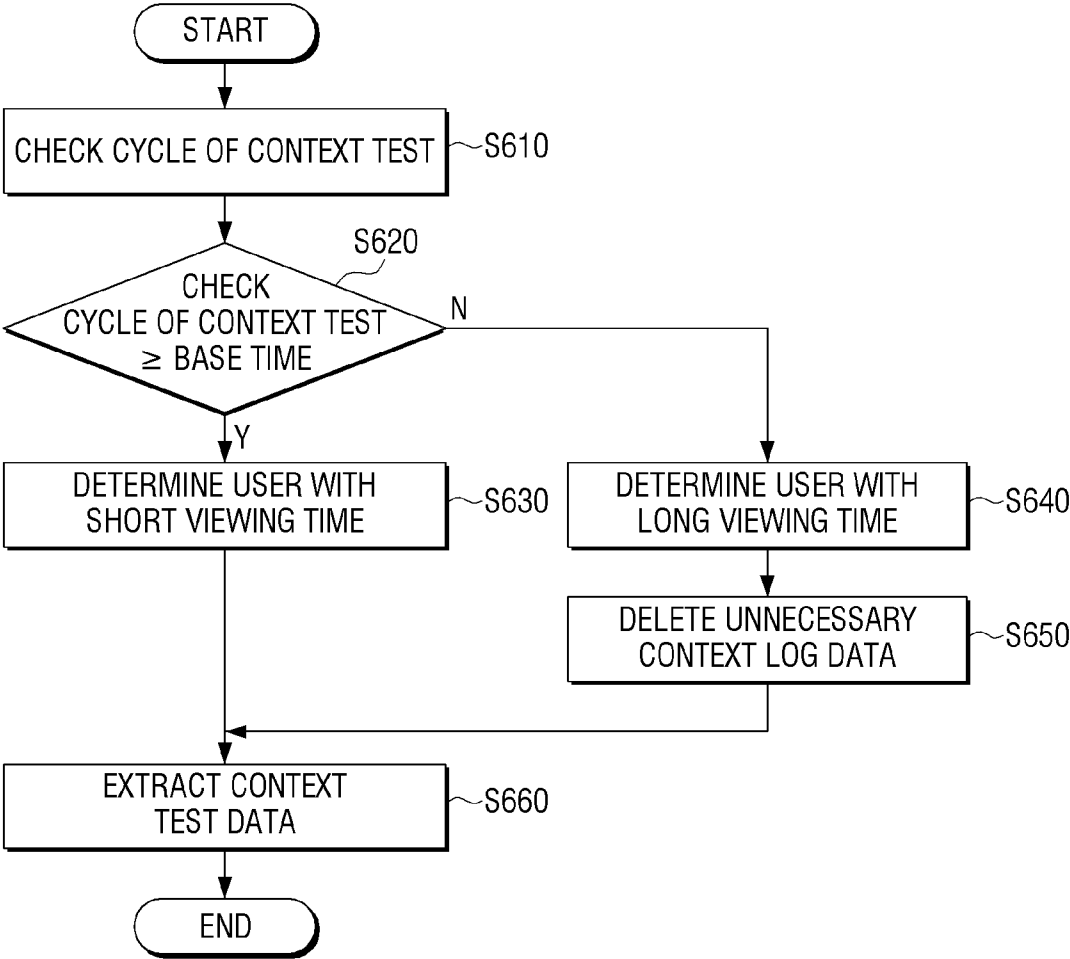 START
CHECK CYCLE OF CONTEXT TEST
S610
S620
CHECK
CYCLE OF CONTEXT TEST
≥ BASE TIME
N
Y
DETERMINE USER WITH
SHORT VIEWING TIME
S630
DETERMINE USER WITH
LONG VIEWING TIME
S640
DELETE UNNECESSARY
CONTEXT LOG DATA
S650
EXTRACT CONTEXT
TEST DATA
S660
END